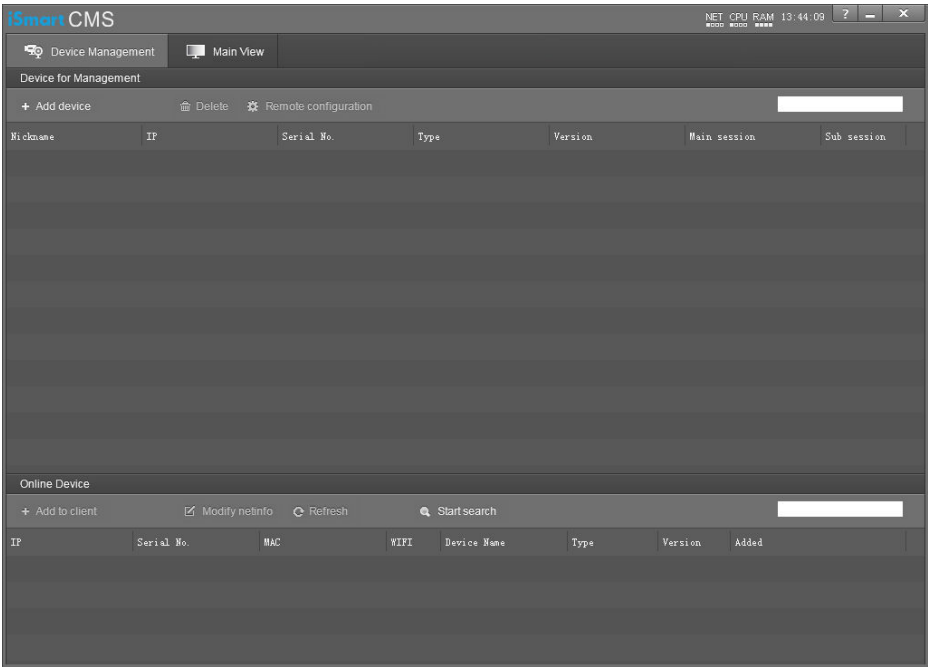 iSmart CMS NET CPU RAM 13:44:09 ? – ×
Device Management Main View
Device for Management
+ Add device Delete Remote configuration
Nickname IP Serial No. Type Version Main session Sub session
Online Device
+ Add to client Modify netinfo Refresh Start search
IP Serial No. MAC WIFI Device Name Type Version Added